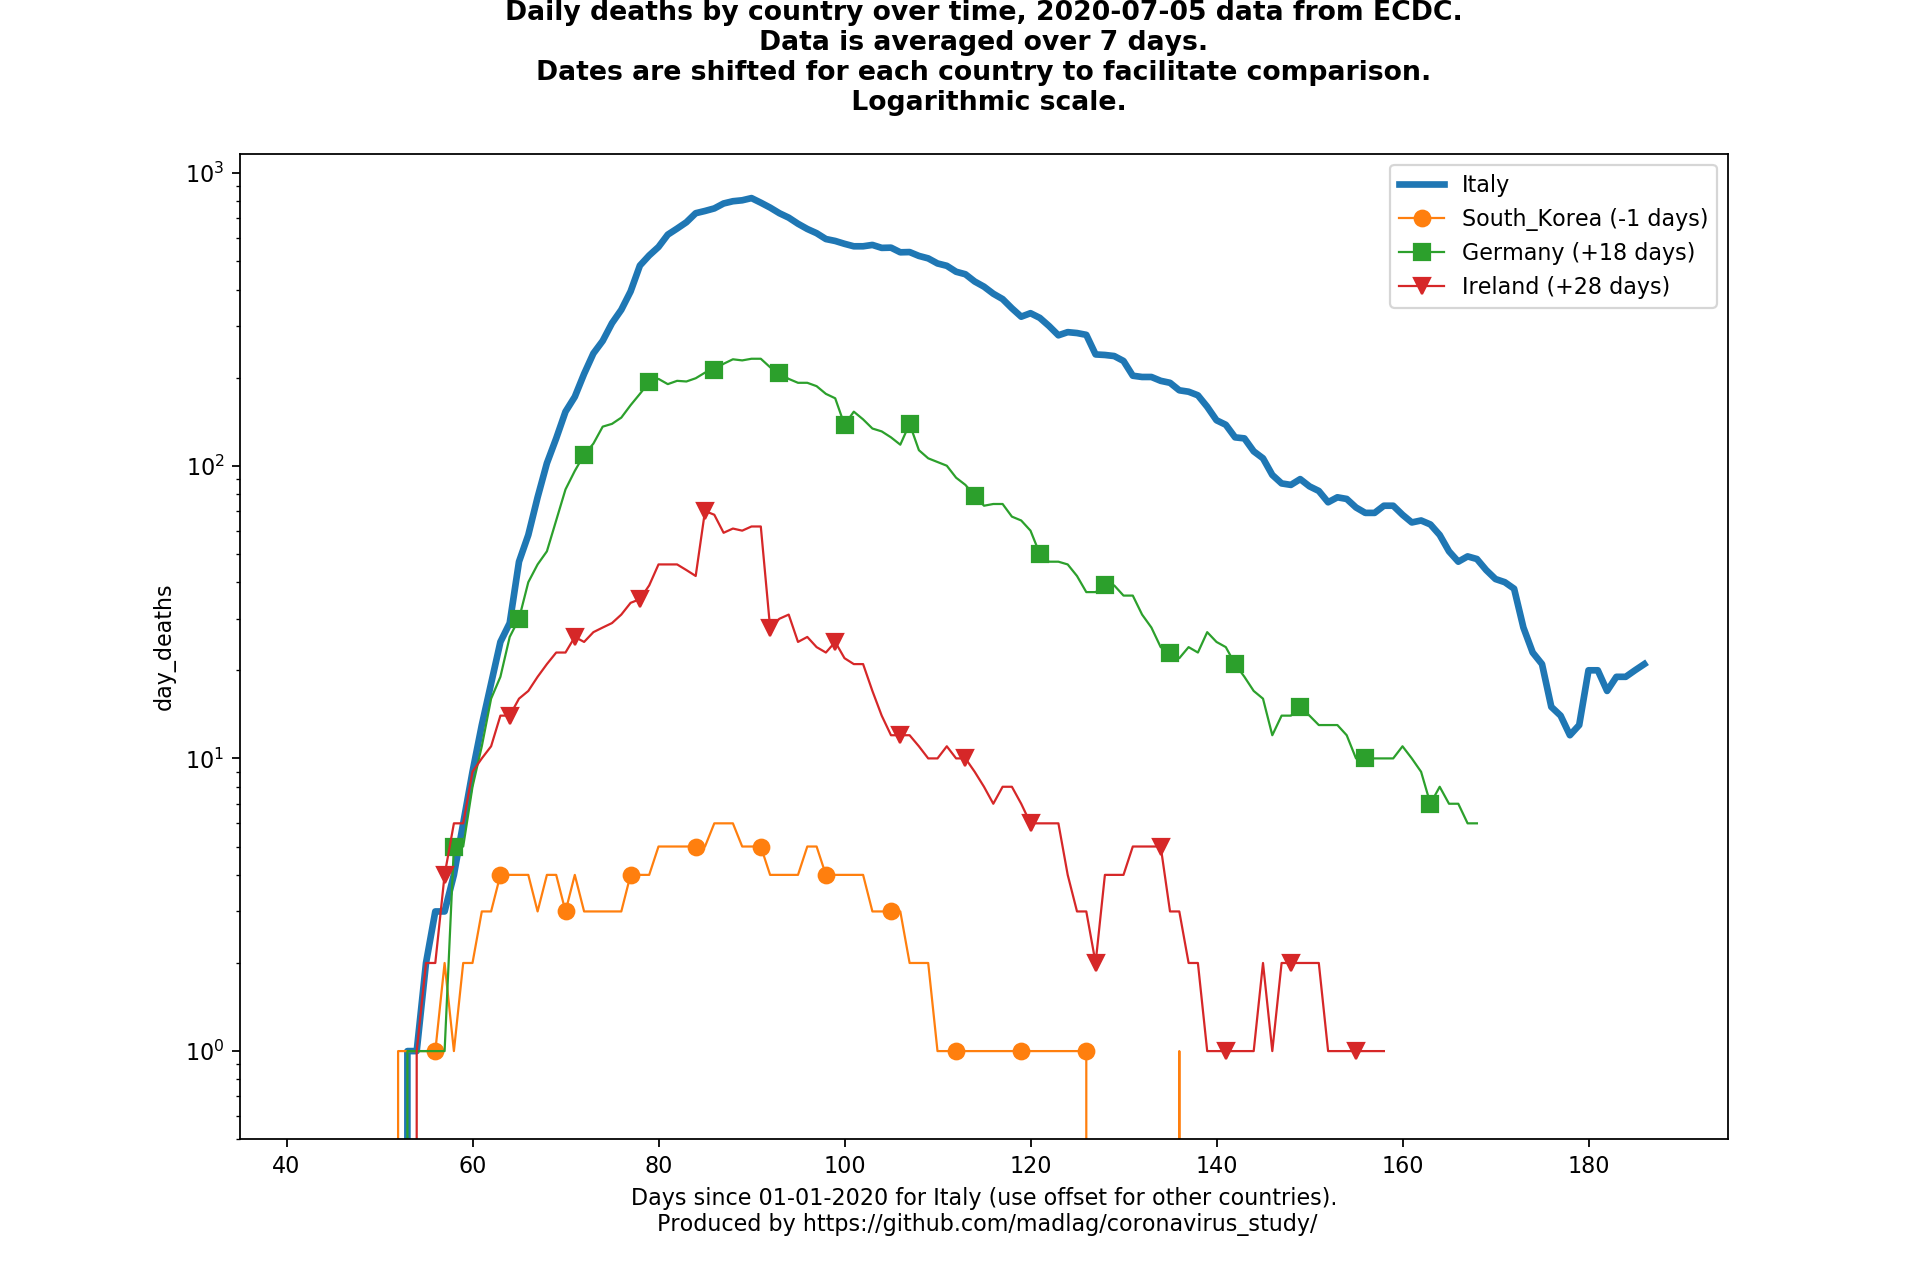 Daily deaths by country over time, 2020-07-05 data from ECDC.
Data is averaged over 7 days.
Dates are shifted for each country to facilitate comparison.
Logarithmic scale.
10³
10²
10¹
10⁰
day_deaths
Italy
South_Korea (-1 days)
Germany (+18 days)
Ireland (+28 days)
40 60 80 100 120 140 160 180
Days since 01-01-2020 for Italy (use offset for other countries).
Produced by https://github.com/madlag/coronavirus_study/